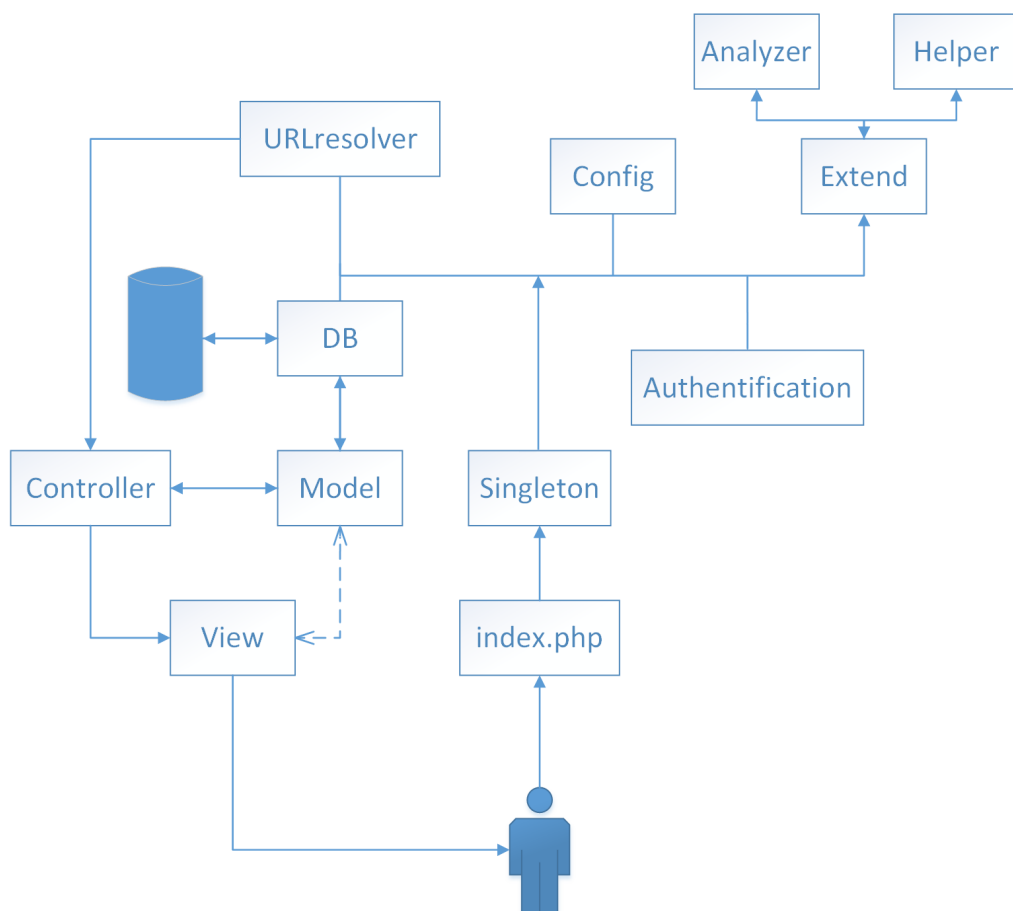 Analyzer
Helper
URLresolver
Config
Extend
DB
Authentification
Controller
Model
Singleton
View
index.php